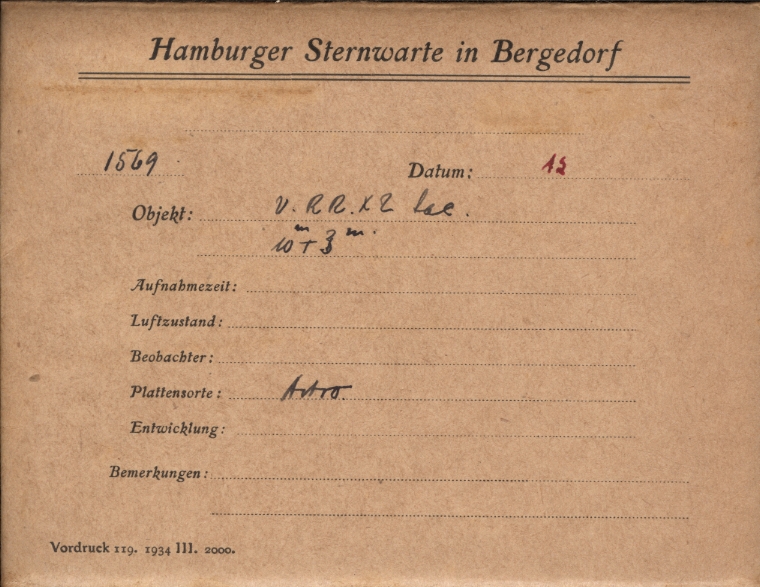 Hamburger Sternwarte in Bergedorf
1569 Datum: 12
Objekt: V. RR. XZ Lac.
10ᵐ + 3ᵐ.
Aufnahmezeit:
Luftzustand:
Beobachter:
Plattensorte: Astro.
Entwicklung:
Bemerkungen:
Vordruck 119. 1934 III. 2000.